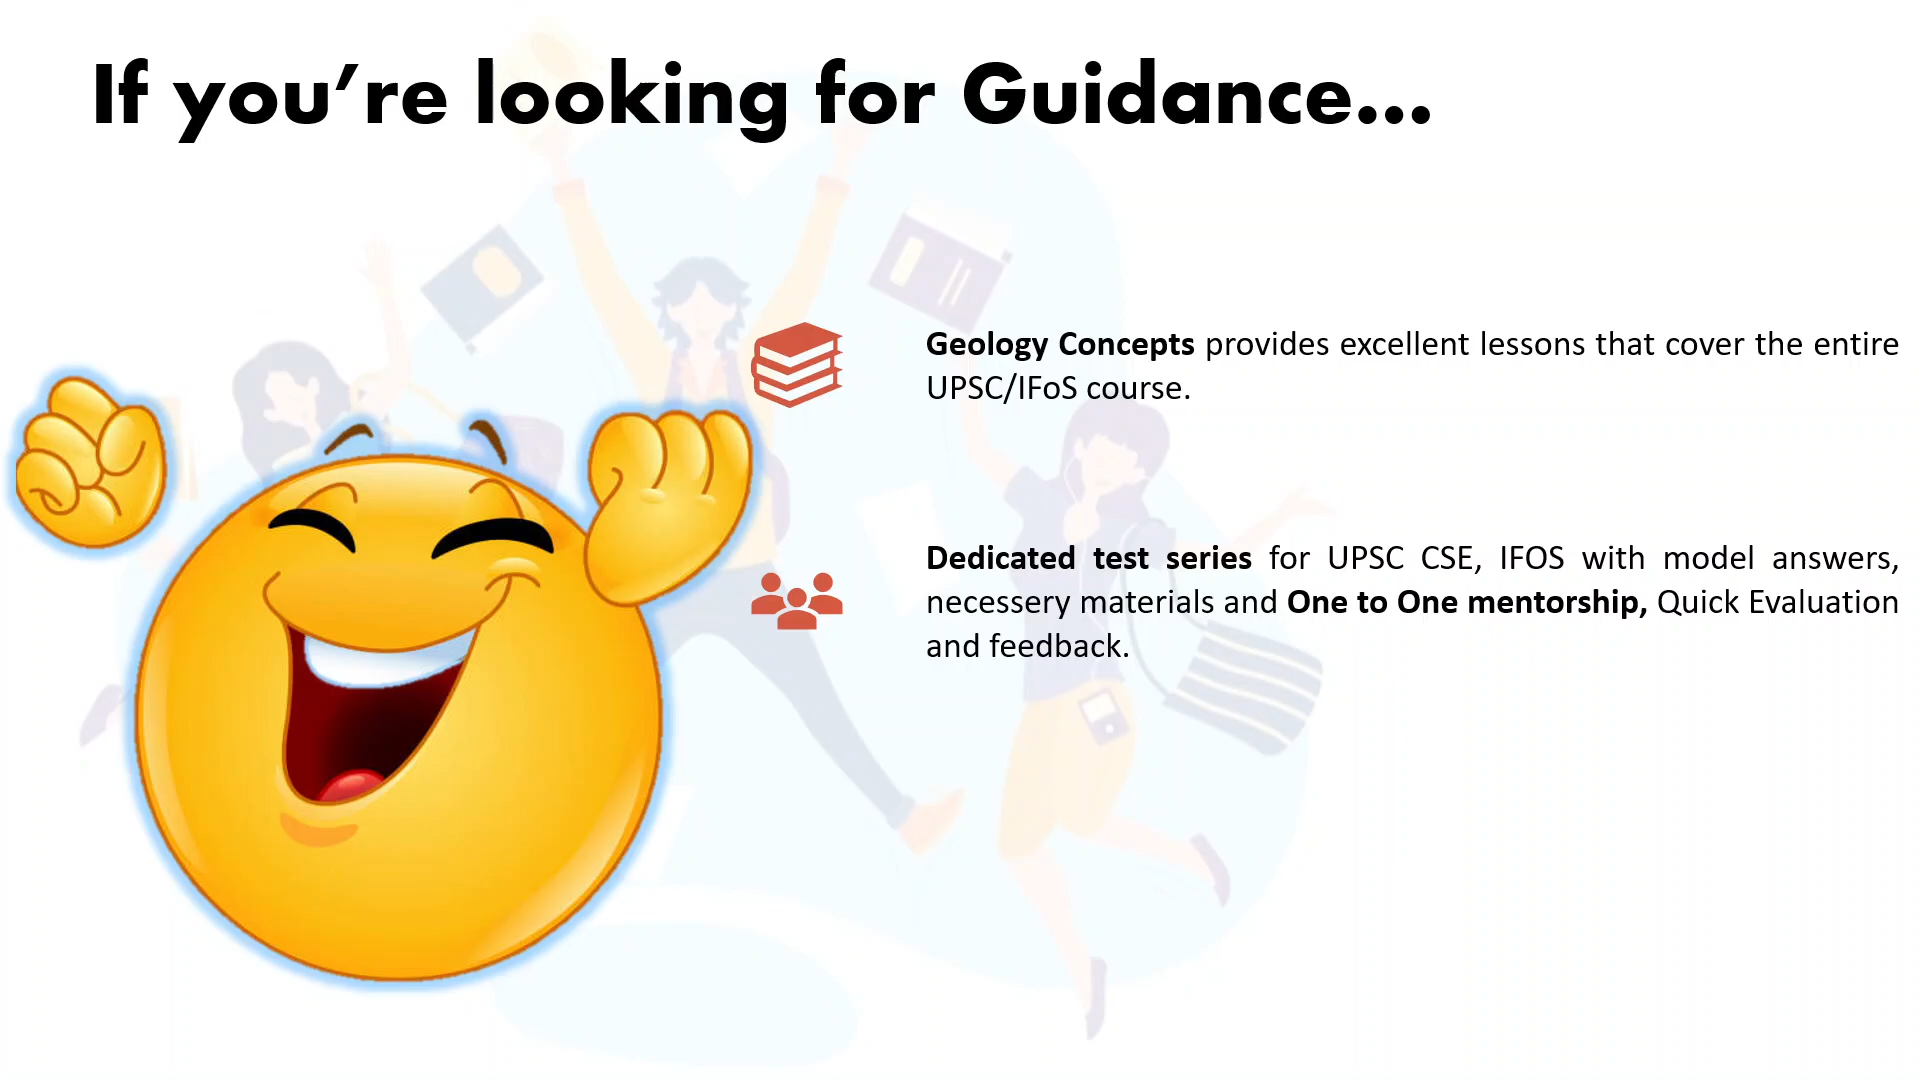 If you’re looking for Guidance...
Geology Concepts provides excellent lessons that cover the entire
UPSC/IFoS course.
Dedicated test series for UPSC CSE, IFOS with model answers,
necessery materials and One to One mentorship, Quick Evaluation
and feedback.